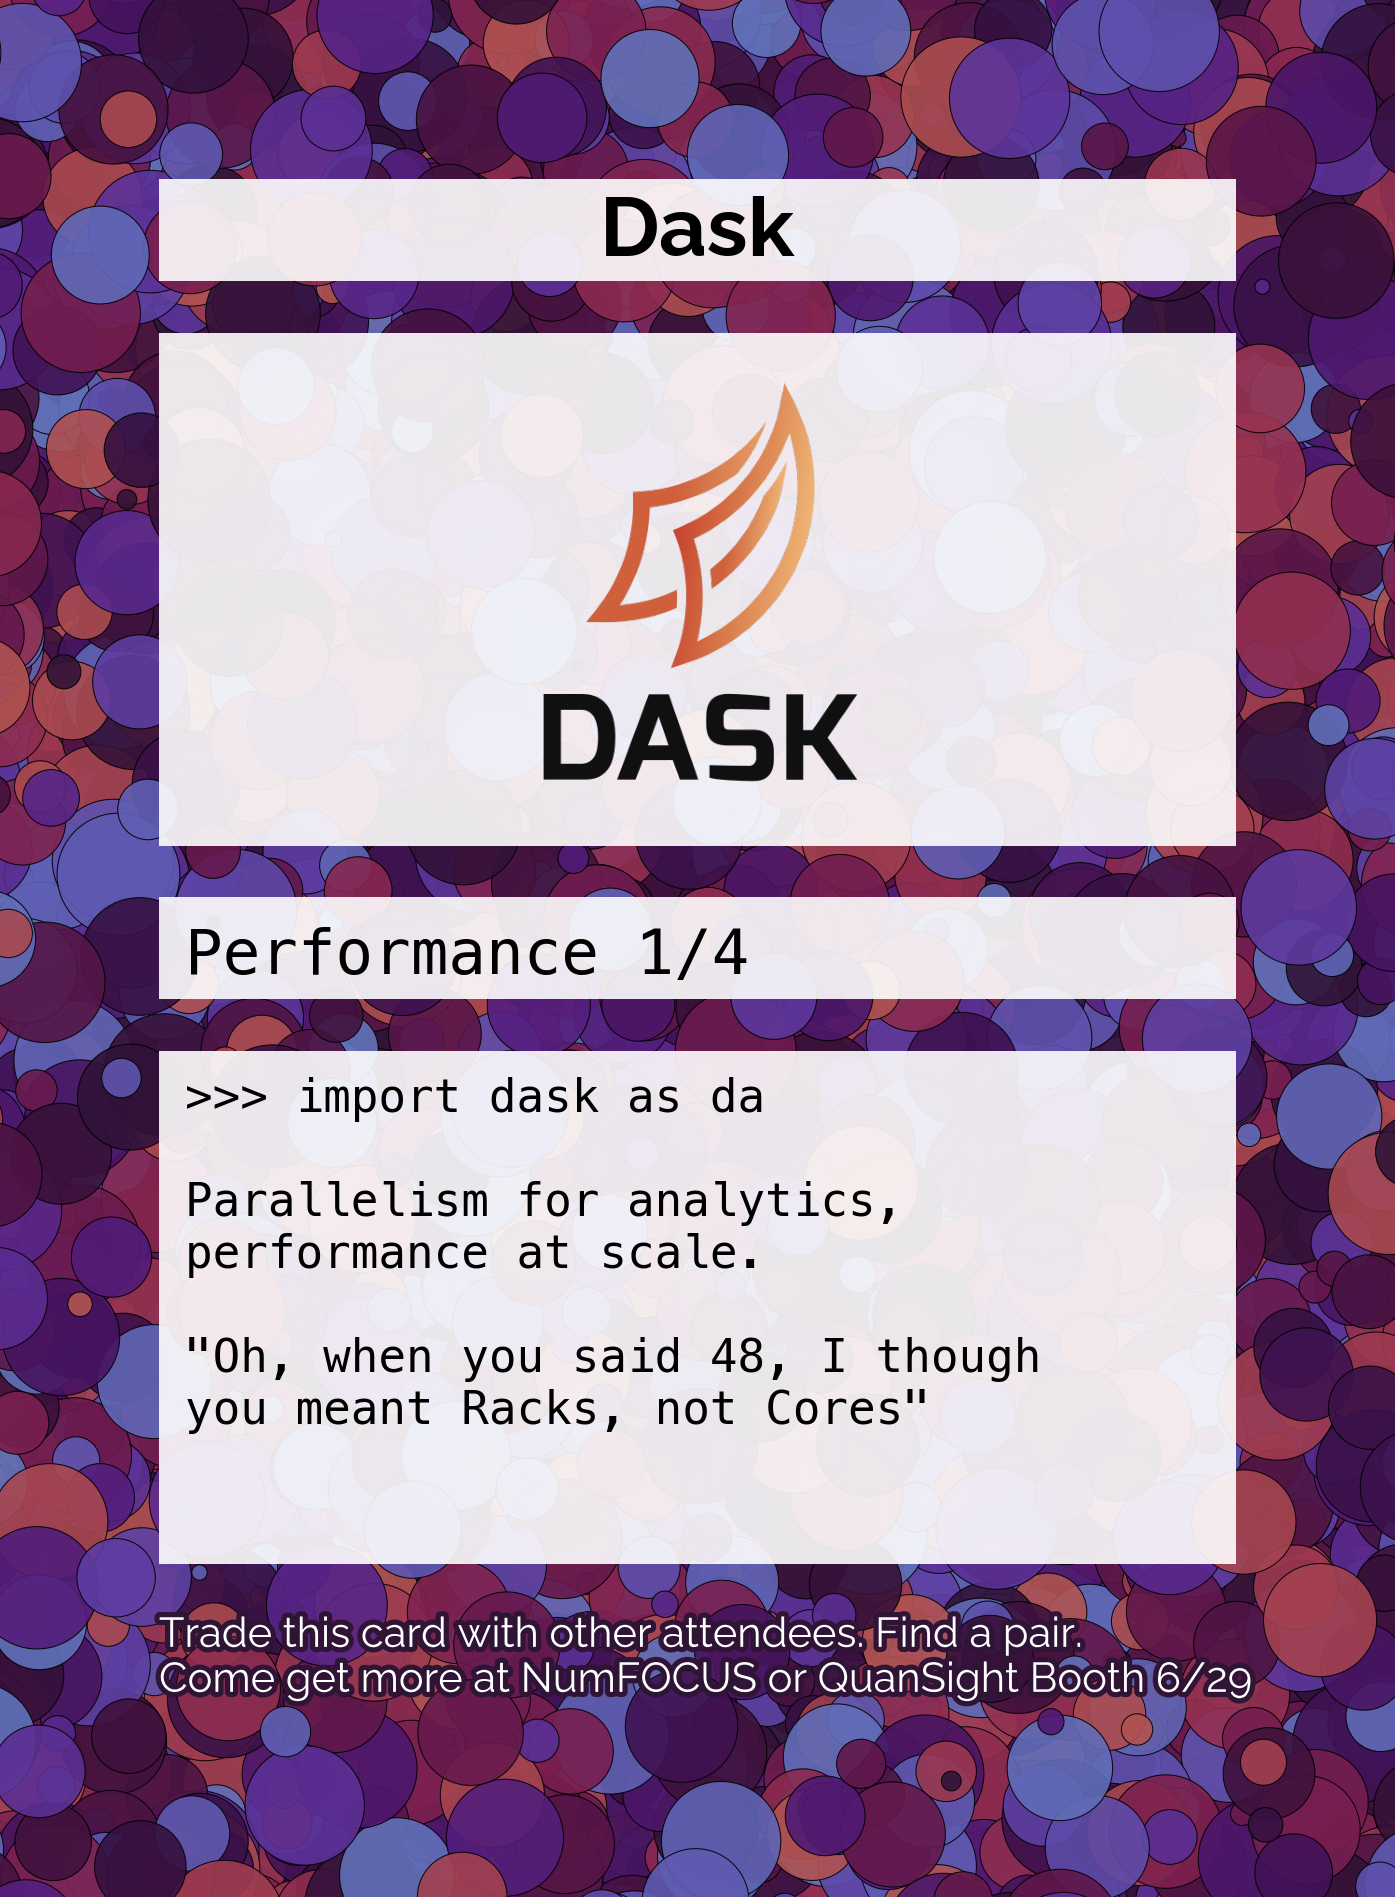 Dask
DASK
Performance 1/4
>>> import dask as da
Parallelism for analytics,
performance at scale.
"Oh, when you said 48, I though
you meant Racks, not Cores"
Trade this card with other attendees. Find a pair.
Come get more at NumFOCUS or QuanSight Booth 6/29